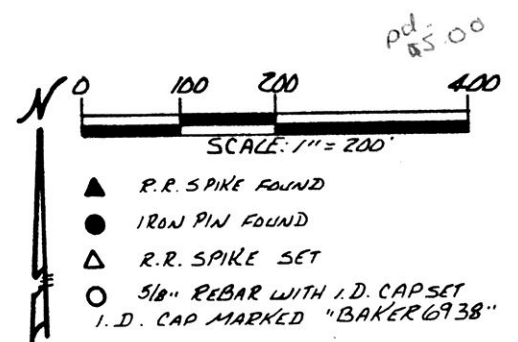 pd.
$5.00
N 0 100 200 400
SCALE: 1" = 200'
R.R. SPIKE FOUND
IRON PIN FOUND
R.R. SPIKE SET
5/8" REBAR WITH I.D. CAP SET
I.D. CAP MARKED "BAKER 6938"